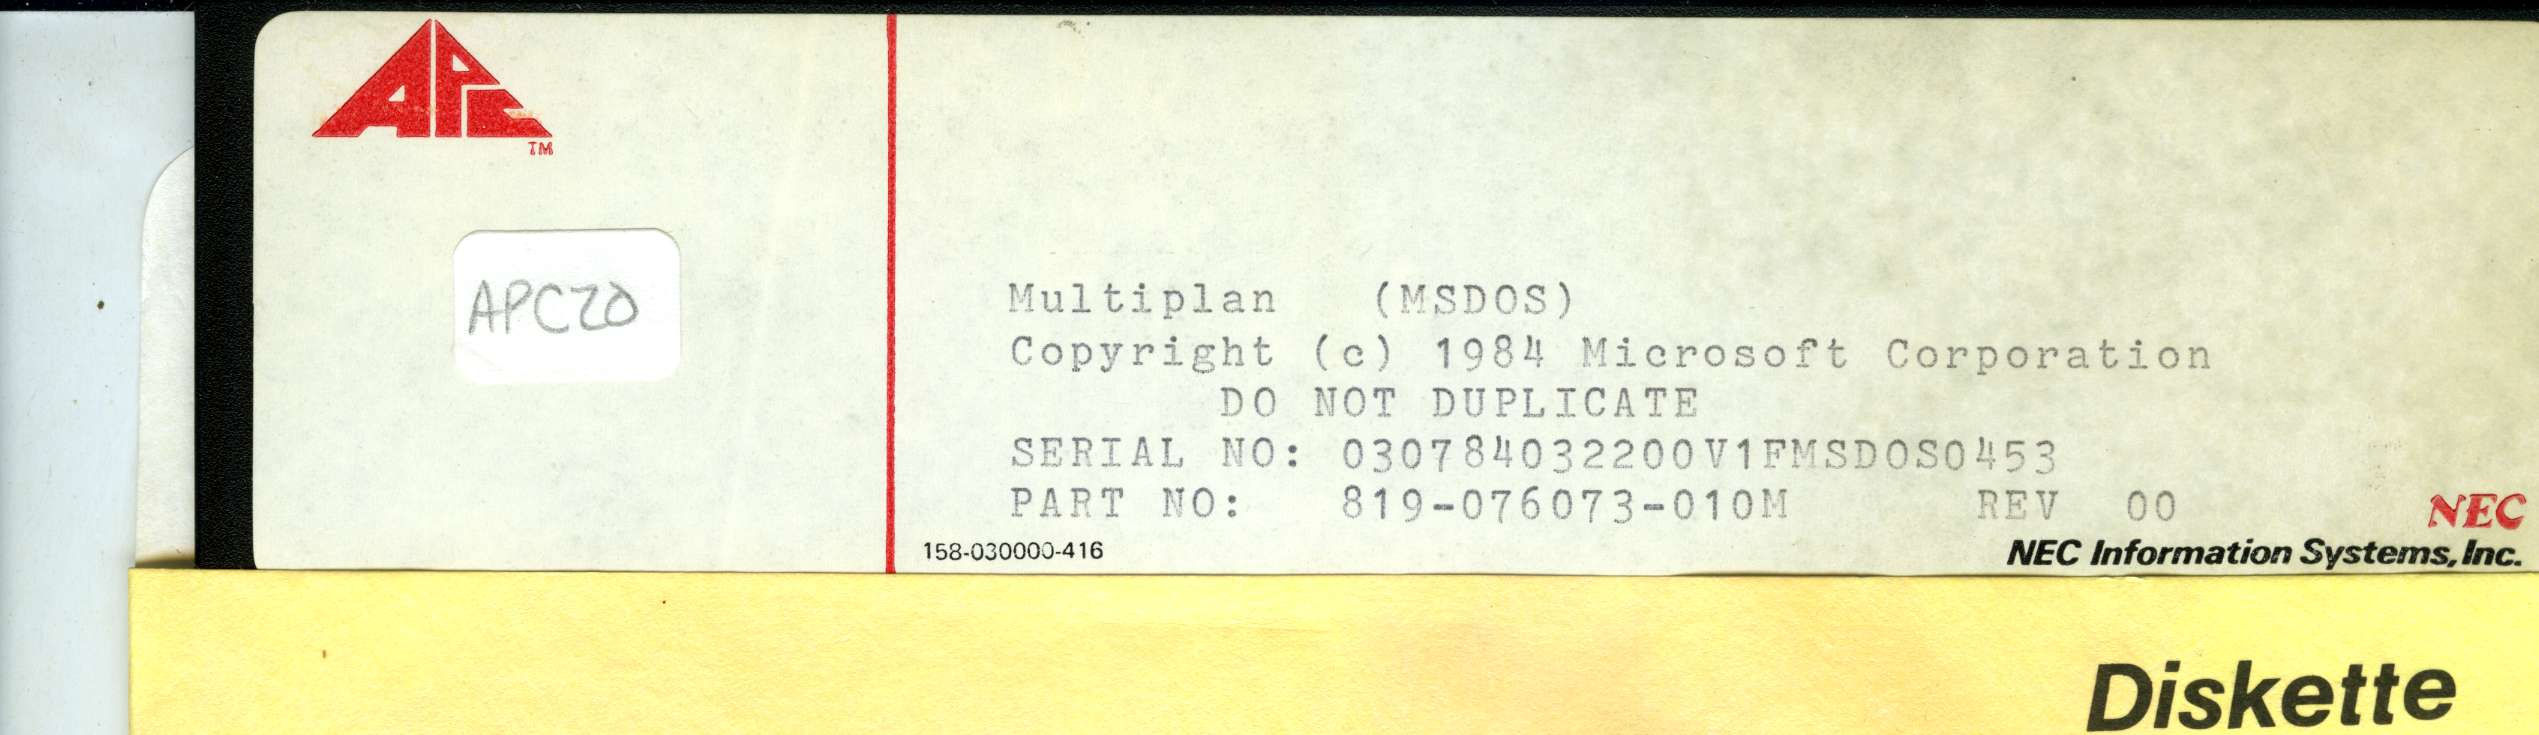 APC
TM
APC20
Multiplan (MSDOS)
Copyright (c) 1984 Microsoft Corporation
DO NOT DUPLICATE
SERIAL NO: 030784032200V1FMSDOS0453
PART NO: 819-076073-010M REV 00
NEC
158-030000-416
NEC Information Systems, Inc.
Diskette